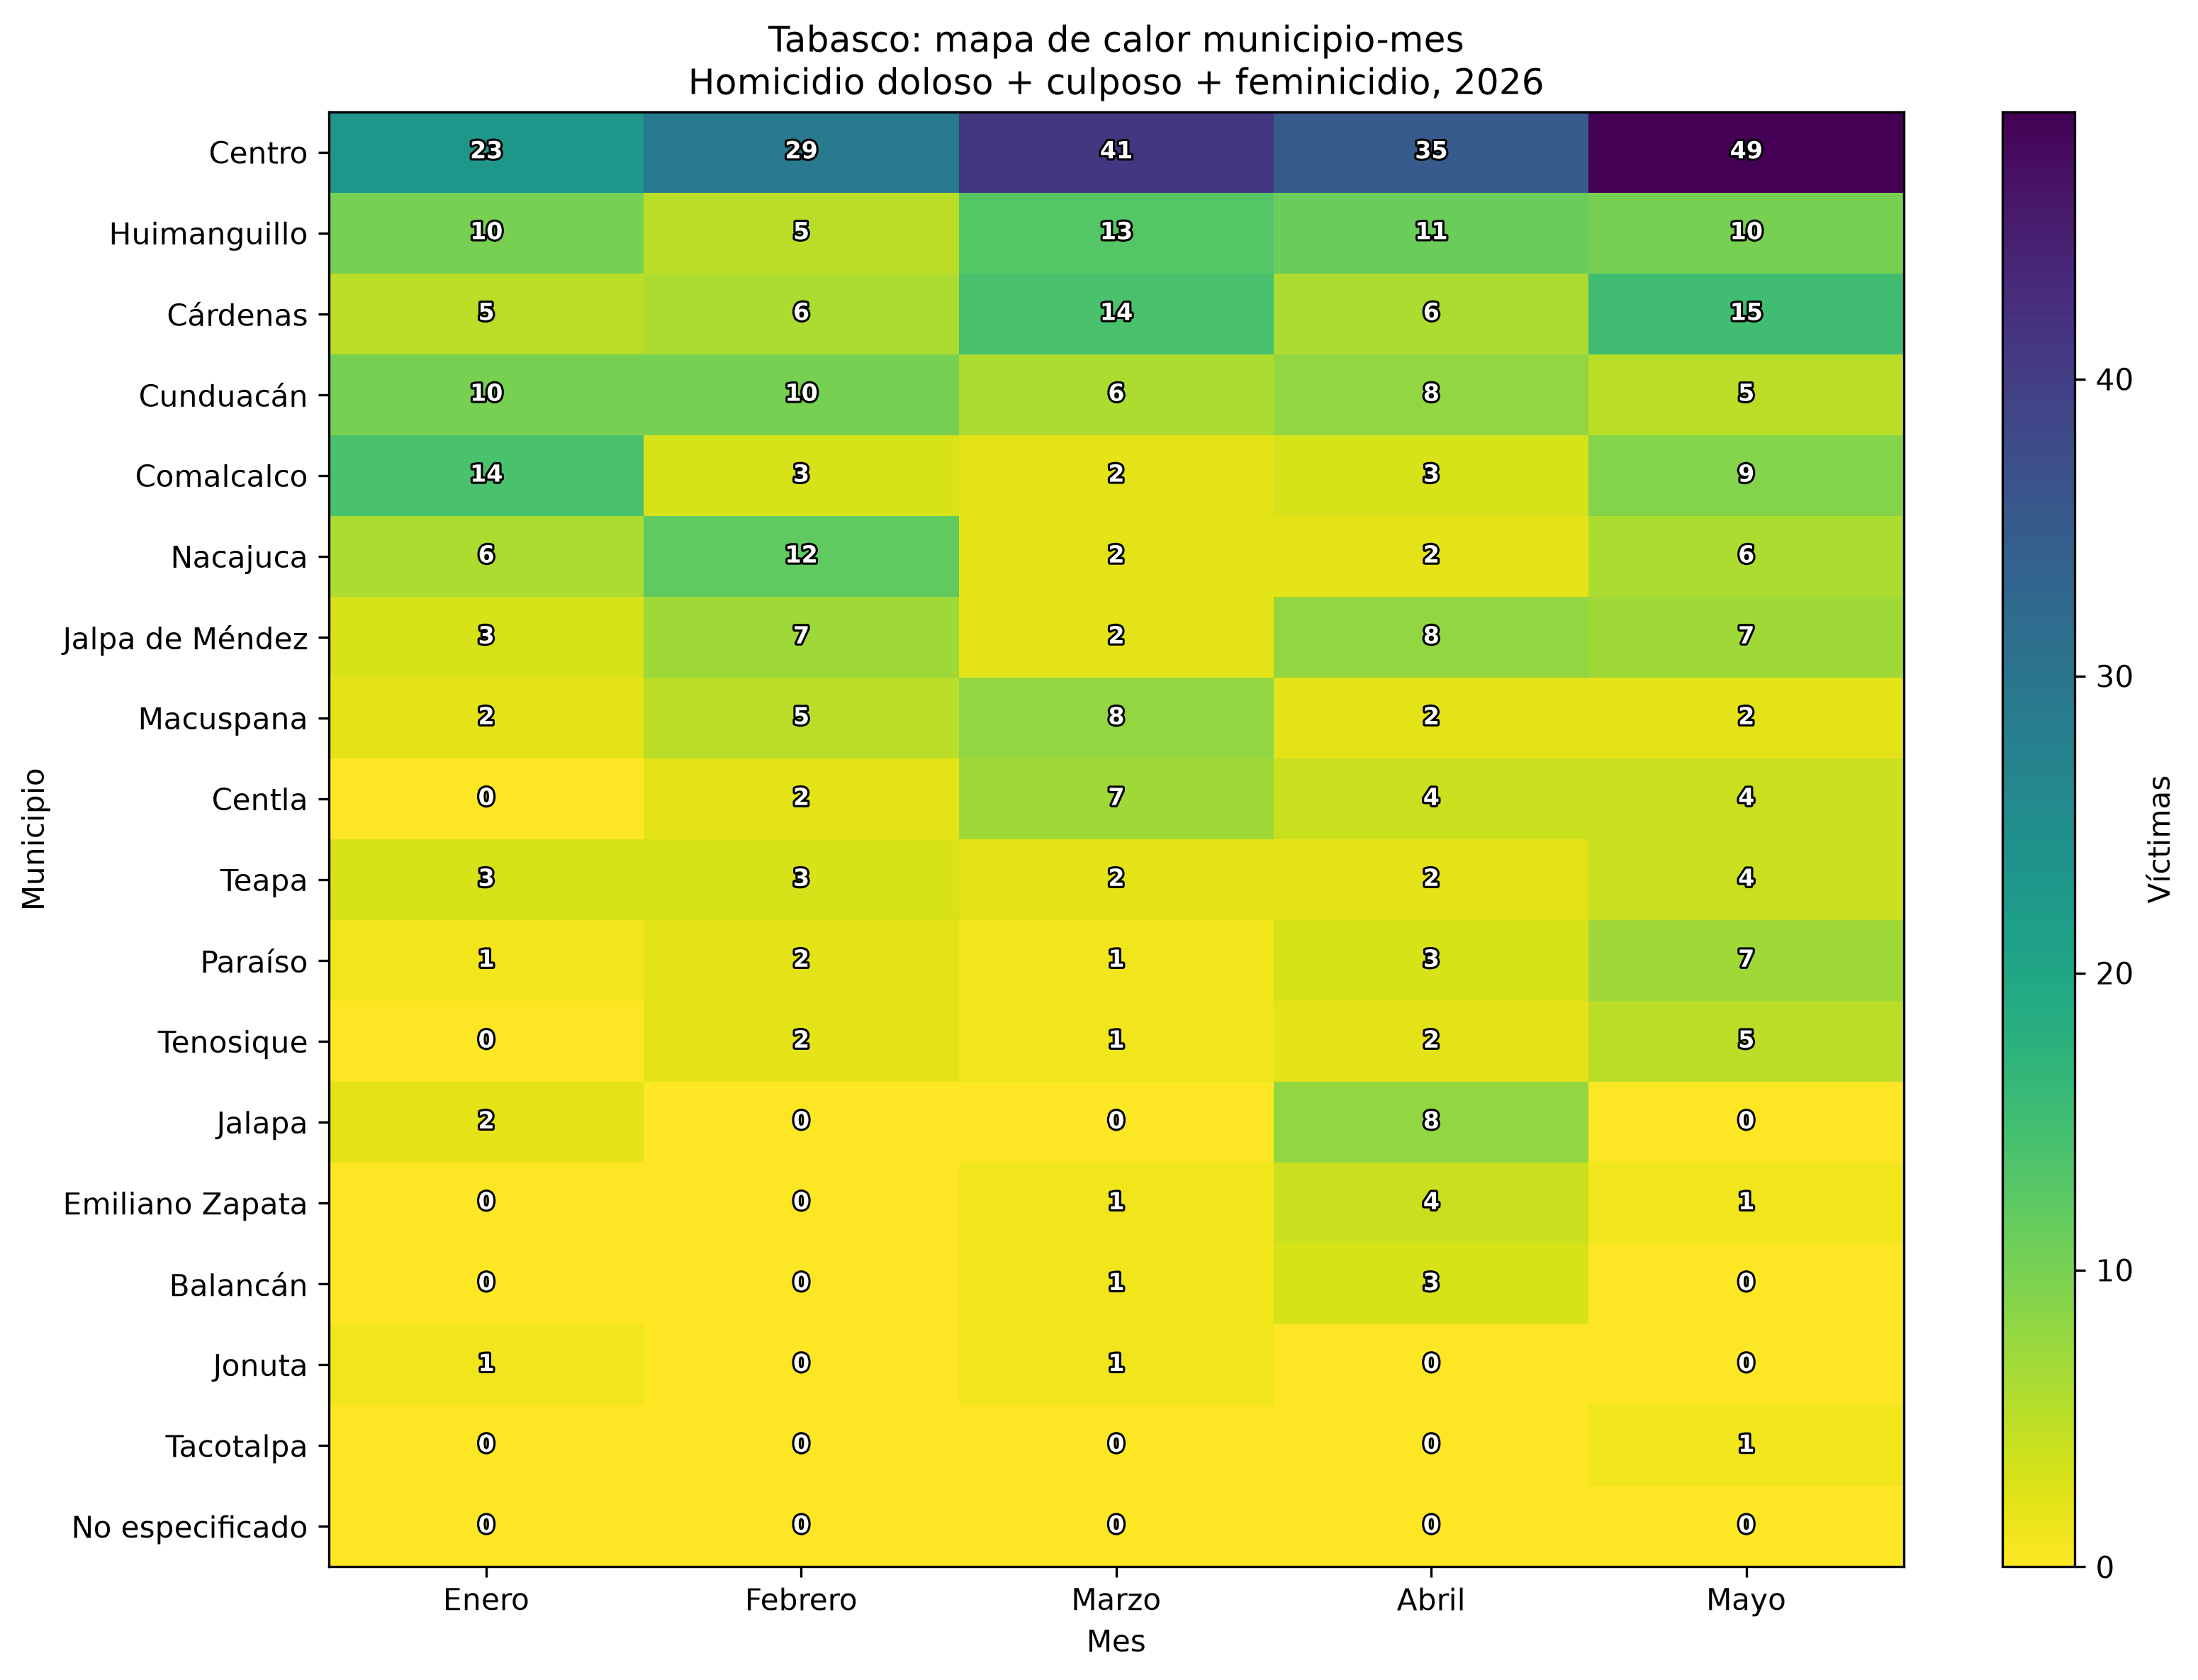 Tabasco: mapa de calor municipio-mes
Homicidio doloso + culposo + feminicidio, 2026
Municipio
Centro 23 29 41 35 49
Huimanguillo 10 5 13 11 10
Cárdenas 5 6 14 6 15
Cunduacán 10 10 6 8 5
Comalcalco 14 3 2 3 9
Nacajuca 6 12 2 2 6
Jalpa de Méndez 3 7 2 8 7
Macuspana 2 5 8 2 2
Centla 0 2 7 4 4
Teapa 3 3 2 2 4
Paraíso 1 2 1 3 7
Tenosique 0 2 1 2 5
Jalapa 2 0 0 8 0
Emiliano Zapata 0 0 1 4 1
Balancán 0 0 1 3 0
Jonuta 1 0 1 0 0
Tacotalpa 0 0 0 0 1
No especificado 0 0 0 0 0
Enero Febrero Marzo Abril Mayo
Mes
40
30
20
10
0
Víctimas